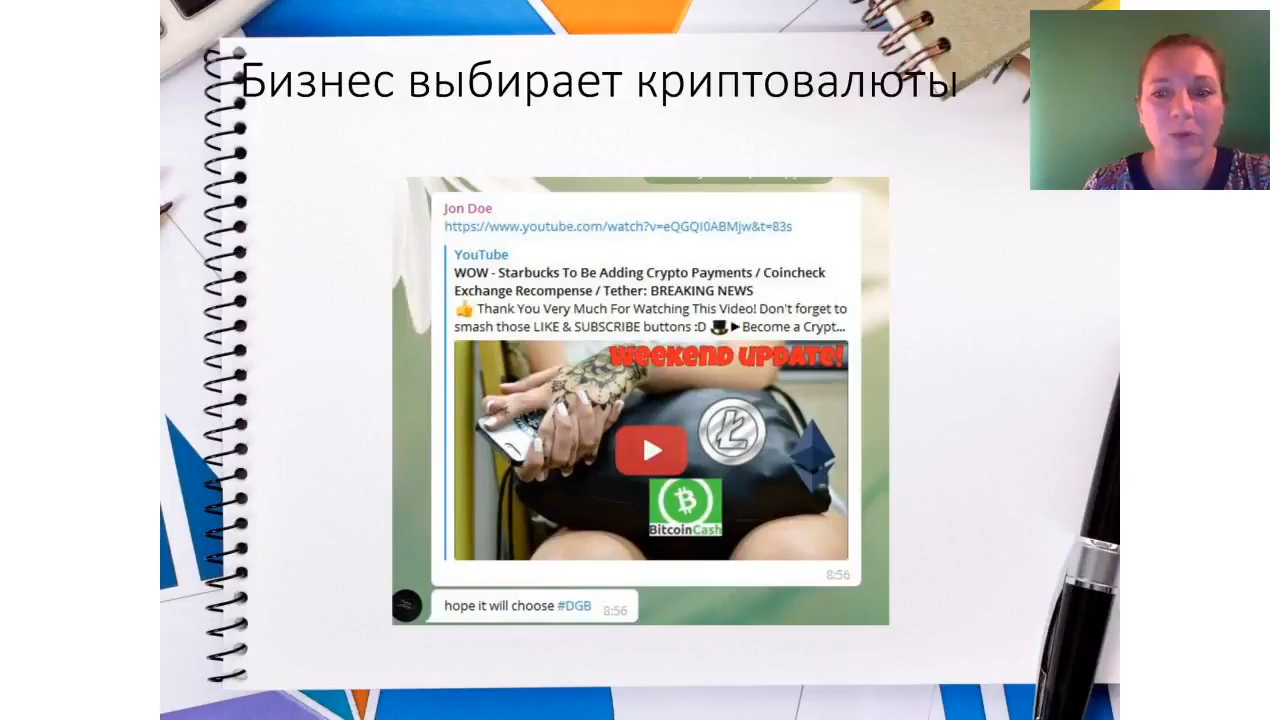 Бизнес выбирает криптовалюты
Jon Doe
https://www.youtube.com/watch?v=eQGQI0ABMjw&t=83s
YouTube
WOW - Starbucks To Be Adding Crypto Payments / Coincheck
Exchange Recompense / Tether: BREAKING NEWS
👍 Thank You Very Much For Watching This Video! Don't forget to
smash those LIKE & SUBSCRIBE buttons :D 🎩 ▶ Become a Crypt...
WEEKEND UPDATE!
BitcoinCash
8:56
hope it will choose #DGB 8:56